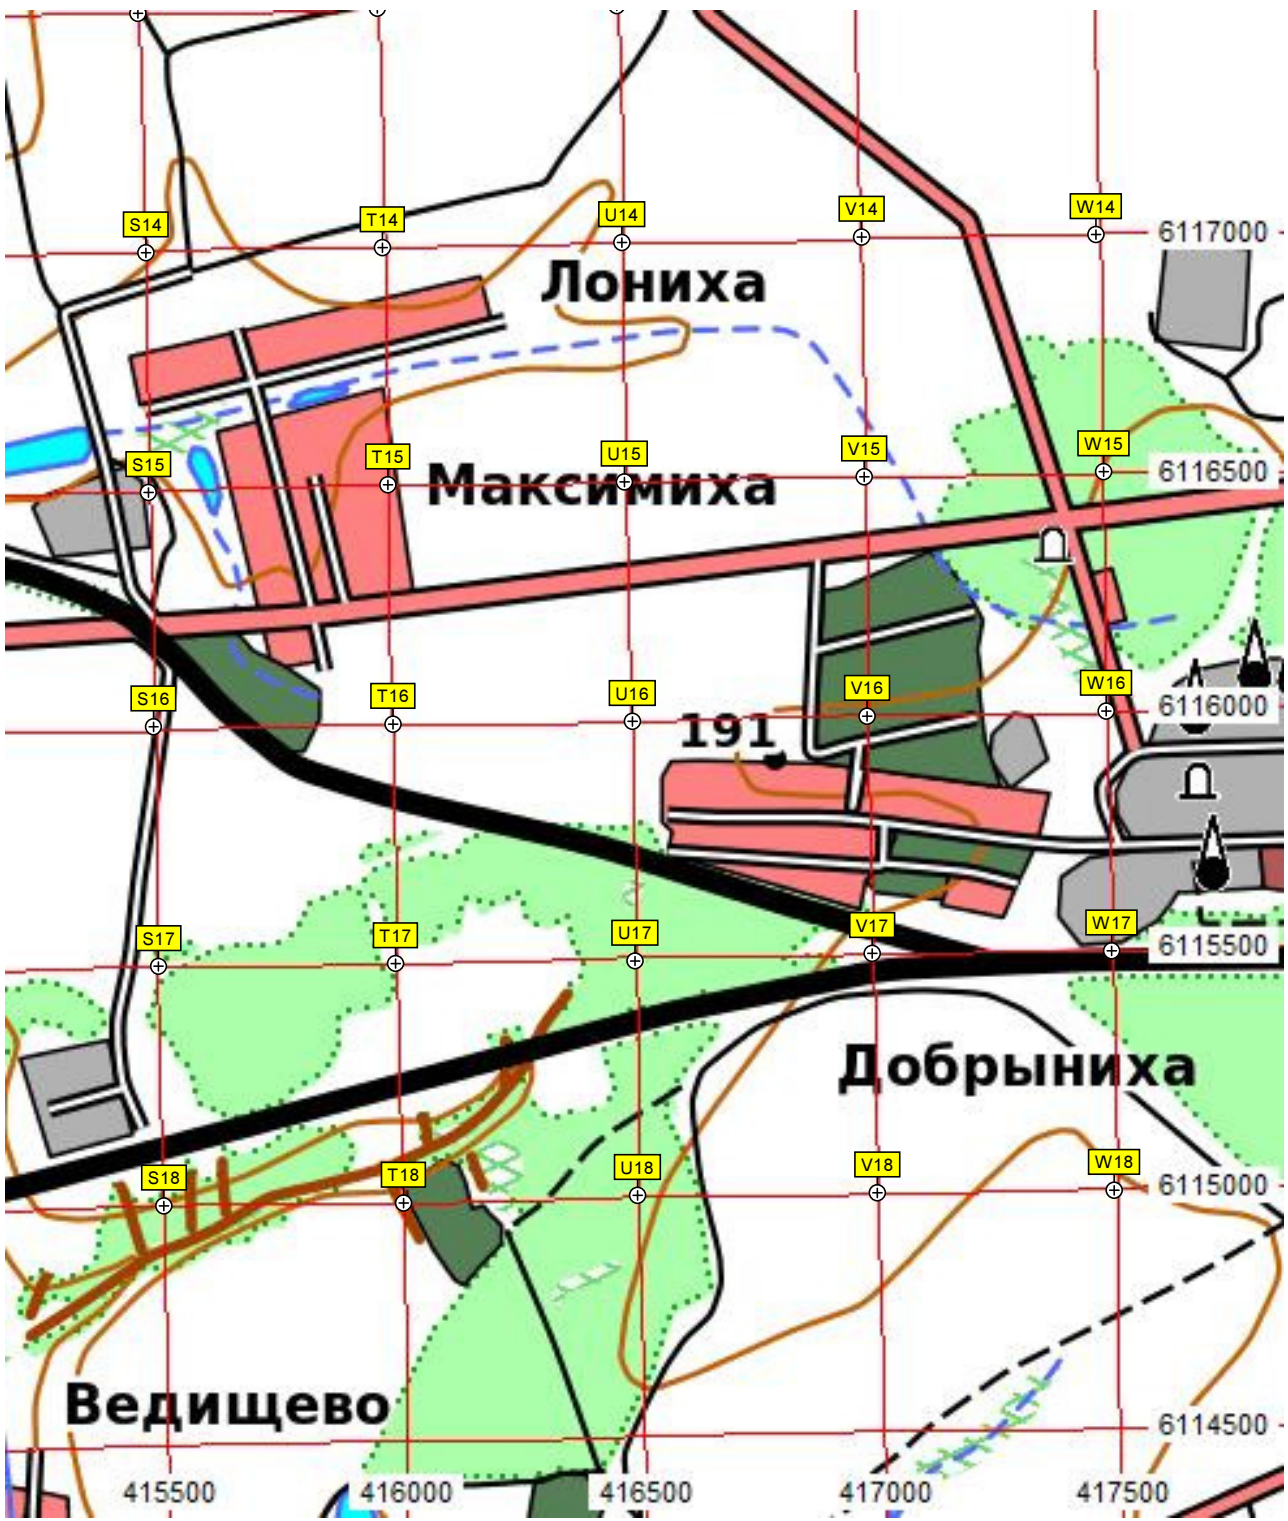 S14 T14 U14 V14 W14
6117000
Лониха
S15 T15 U15 V15 W15
6116500
Максимиха
S16 T16 U16 V16 W16
6116000
191
S17 T17 U17 V17 W17
6115500
Добрыниха
S18 T18 U18 V18 W18
6115000
Ведищево
6114500
415500 416000 416500 417000 417500